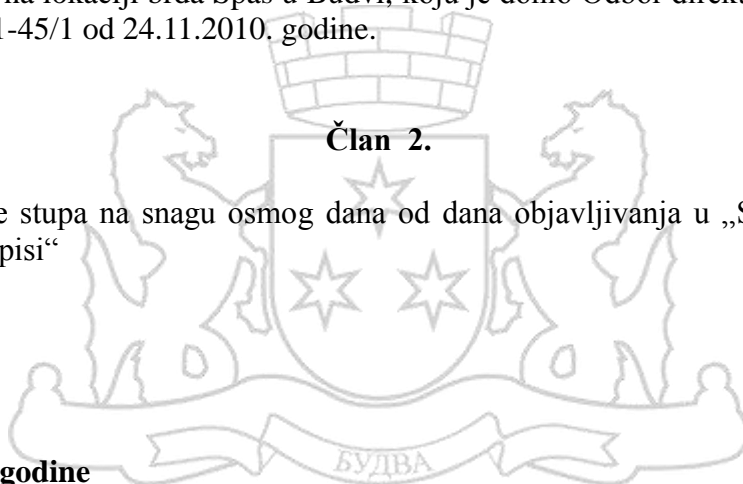 na lokaciji brda Spas u Budvi, koju je donio Odbor direkt
1-45/1 od 24.11.2010. godine.
Član 2.
e stupa na snagu osmog dana od dana objavljivanja u „S
pisi“
БУДВА
godine